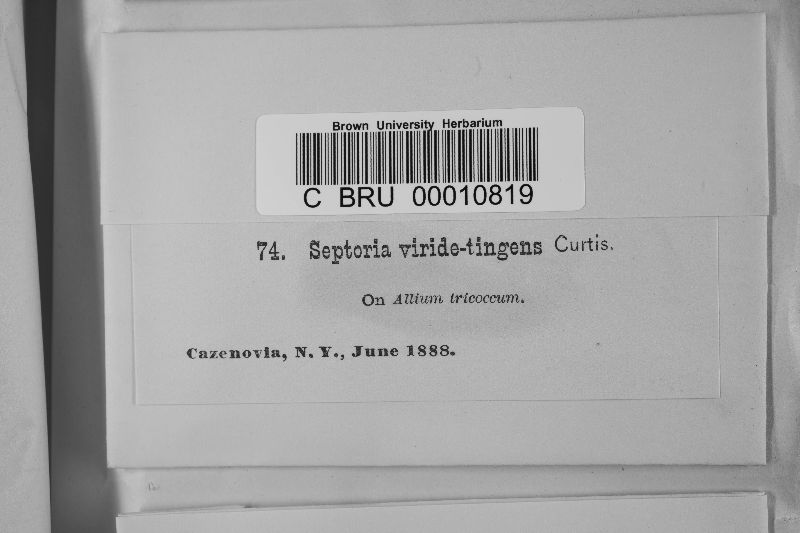 Brown University Herbarium
C BRU 00010819
74. Septoria viride-tingens Curtis.
On Allium tricoccum.
Cazenovia, N. Y., June 1888.